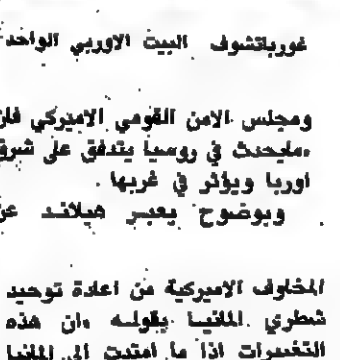 غورباتشوف البيت الاوربي الواحد
ومجلس الامن القومي الاميركي فان
«مايحدث في روسيا يتدفق على شرق
اوربا ويؤثر في غربها .
وبوضوح يعبر هيلاند عن
المخاوف الاميركية من اعادة توحيد
شطري المانيا بقوله «ان هذه
التغييرات اذا ما امتدت الى المانيا